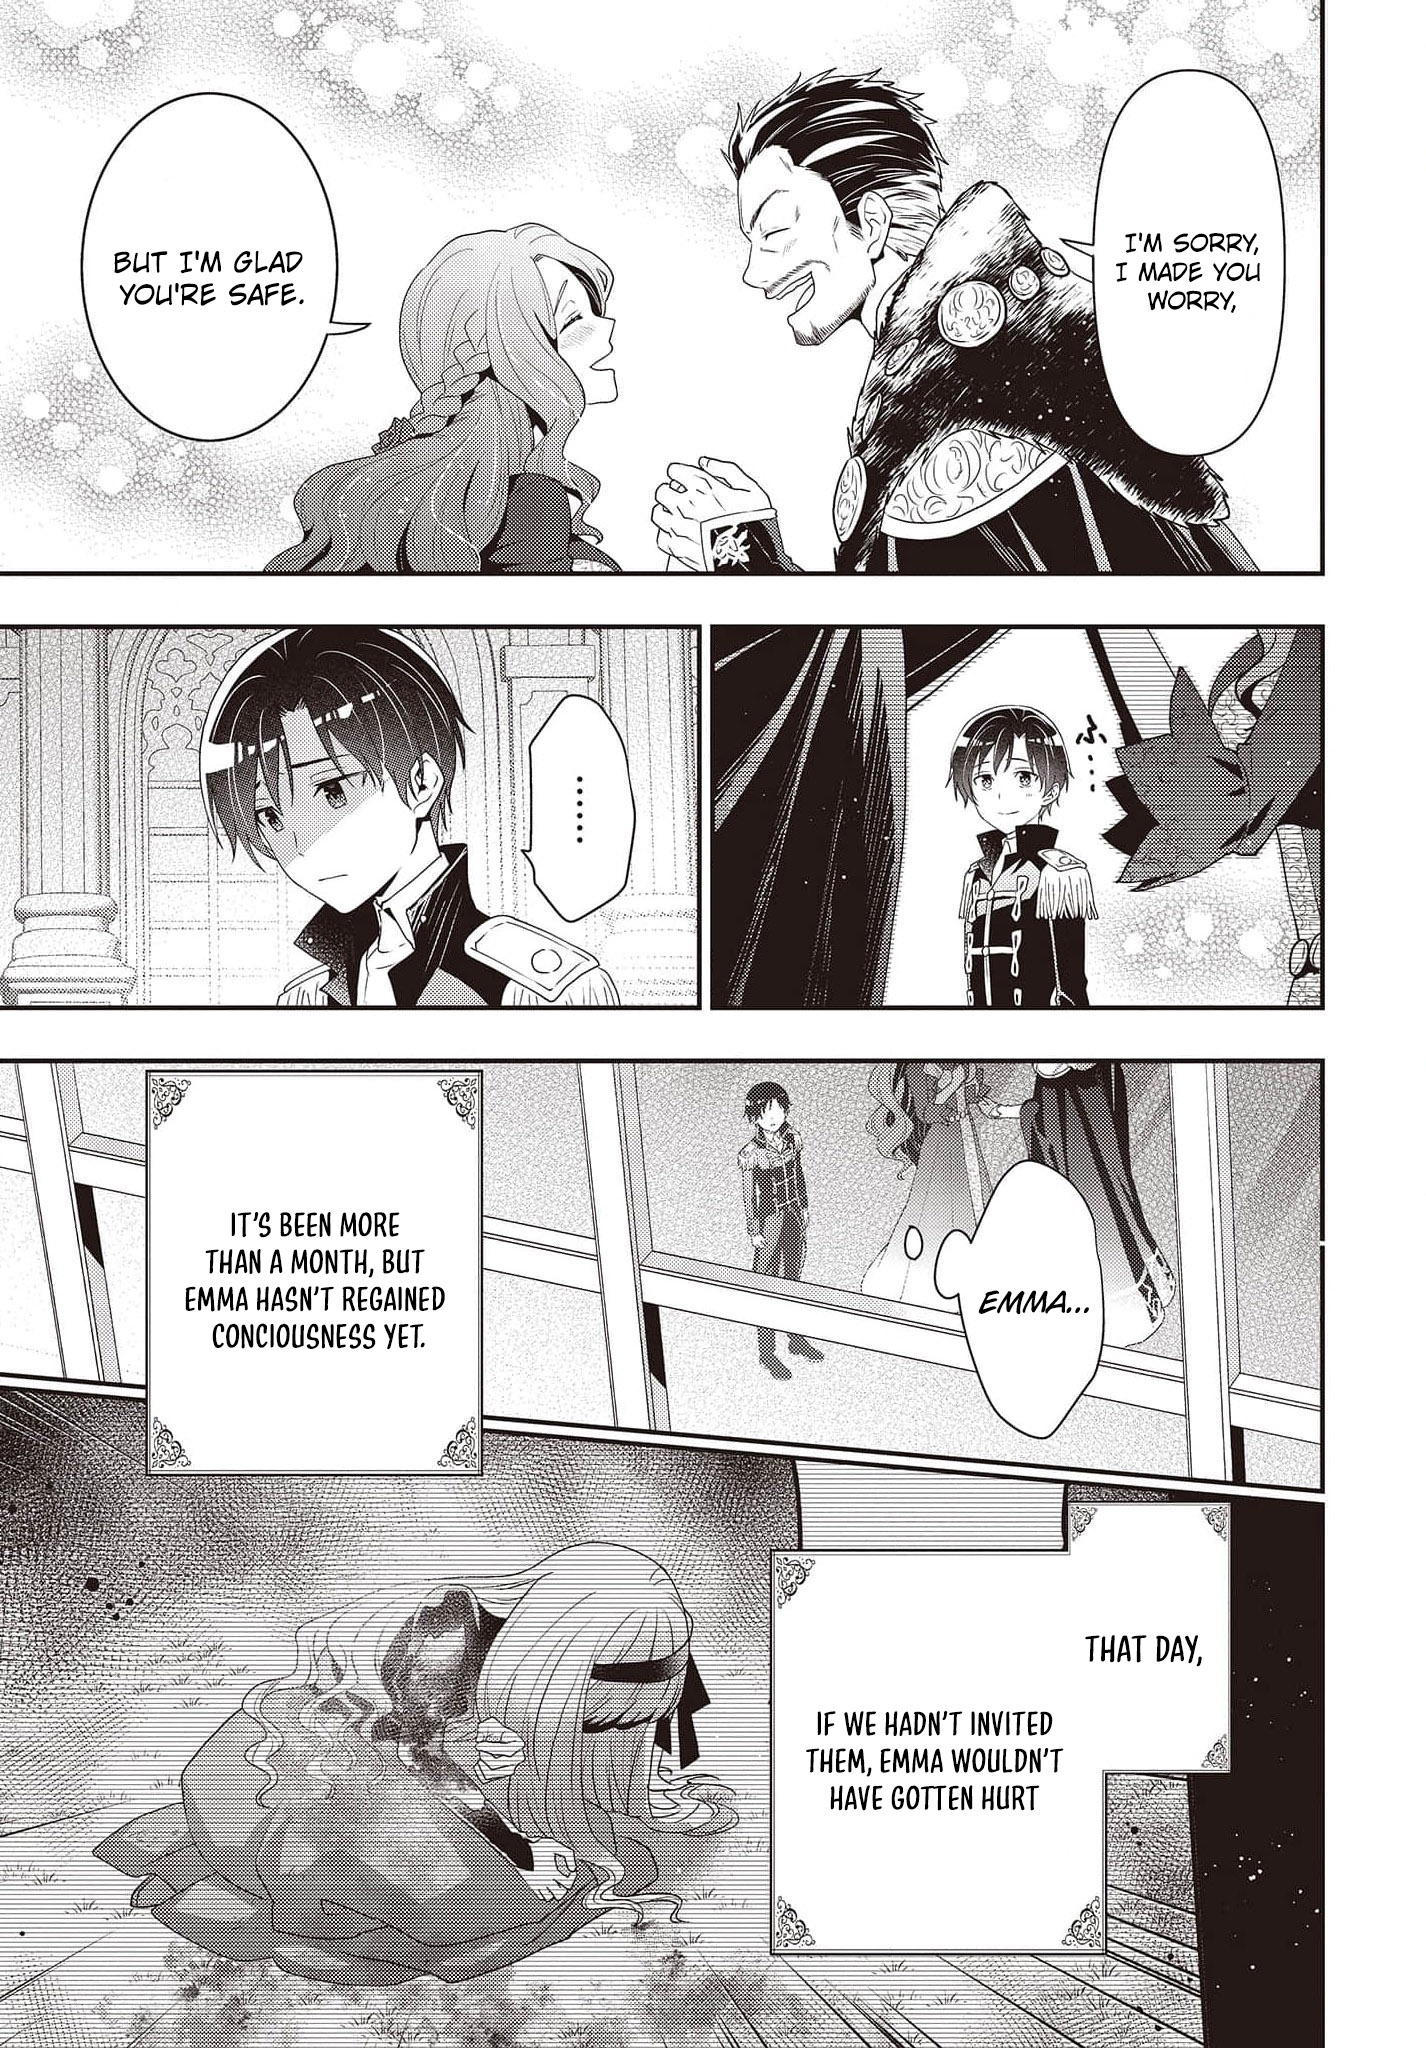 I'M SORRY,
I MADE YOU
WORRY,
BUT I'M GLAD
YOU'RE SAFE.
ふ…
………
EMMA...
IT'S BEEN MORE
THAN A MONTH, BUT
EMMA HASN'T REGAINED
CONCIOUSNESS YET.
THAT DAY,
IF WE HADN'T INVITED
THEM, EMMA WOULDN'T
HAVE GOTTEN HURT